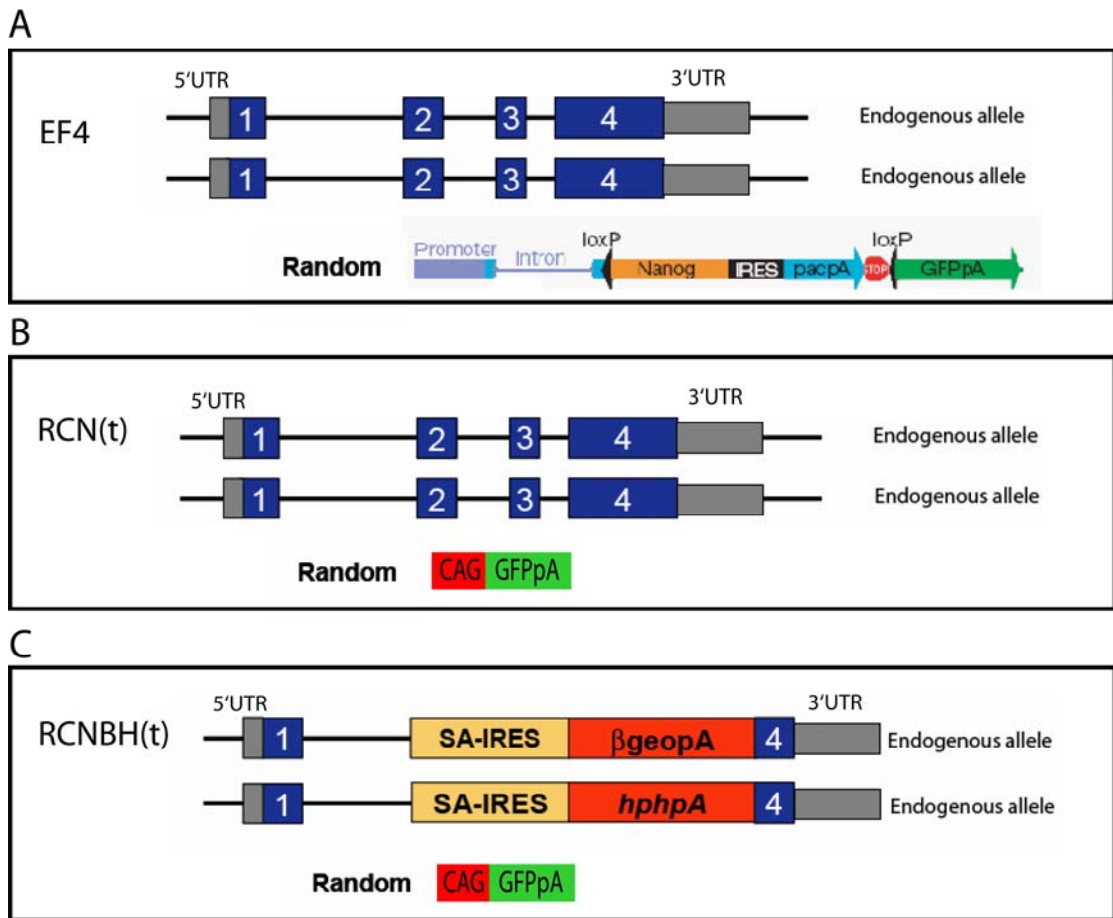 A
EF4
5'UTR
3'UTR
1 2 3 4 Endogenous allele
1 2 3 4 Endogenous allele
Random
Promoter Intron loxP Nanog IRES pacpA STOP loxP GFPpA
B
RCN(t)
5'UTR
3'UTR
1 2 3 4 Endogenous allele
1 2 3 4 Endogenous allele
Random CAG GFPpA
C
RCNBH(t)
5'UTR
3'UTR
1 SA-IRES βgeopA 4 Endogenous allele
1 SA-IRES hphpA 4 Endogenous allele
Random CAG GFPpA